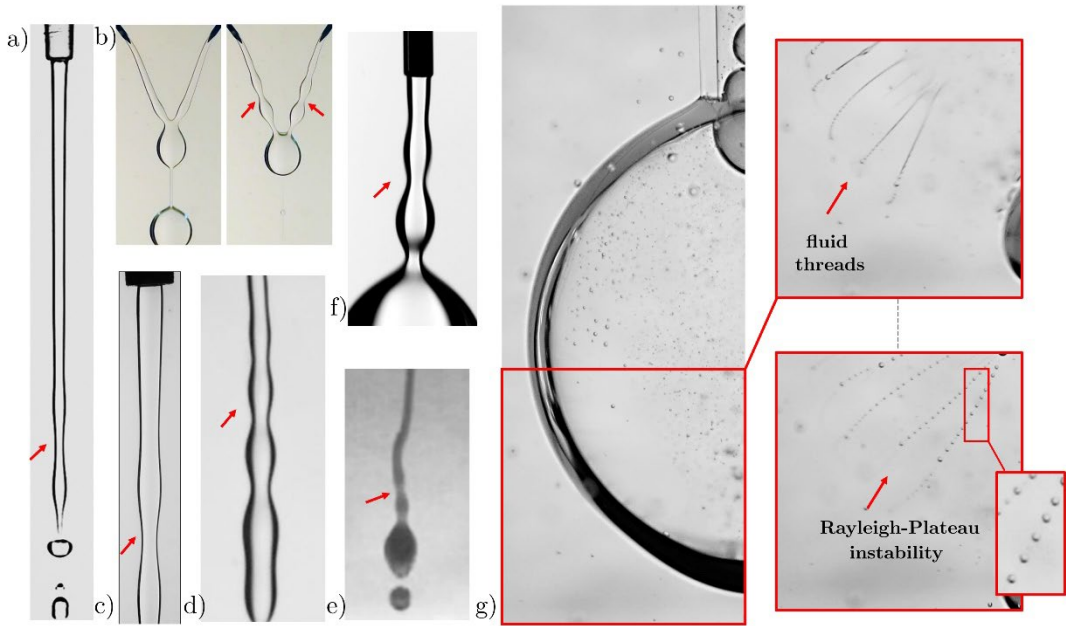 a)
b)
c)
d)
e)
f)
g)
fluid
threads
Rayleigh-Plateau
instability